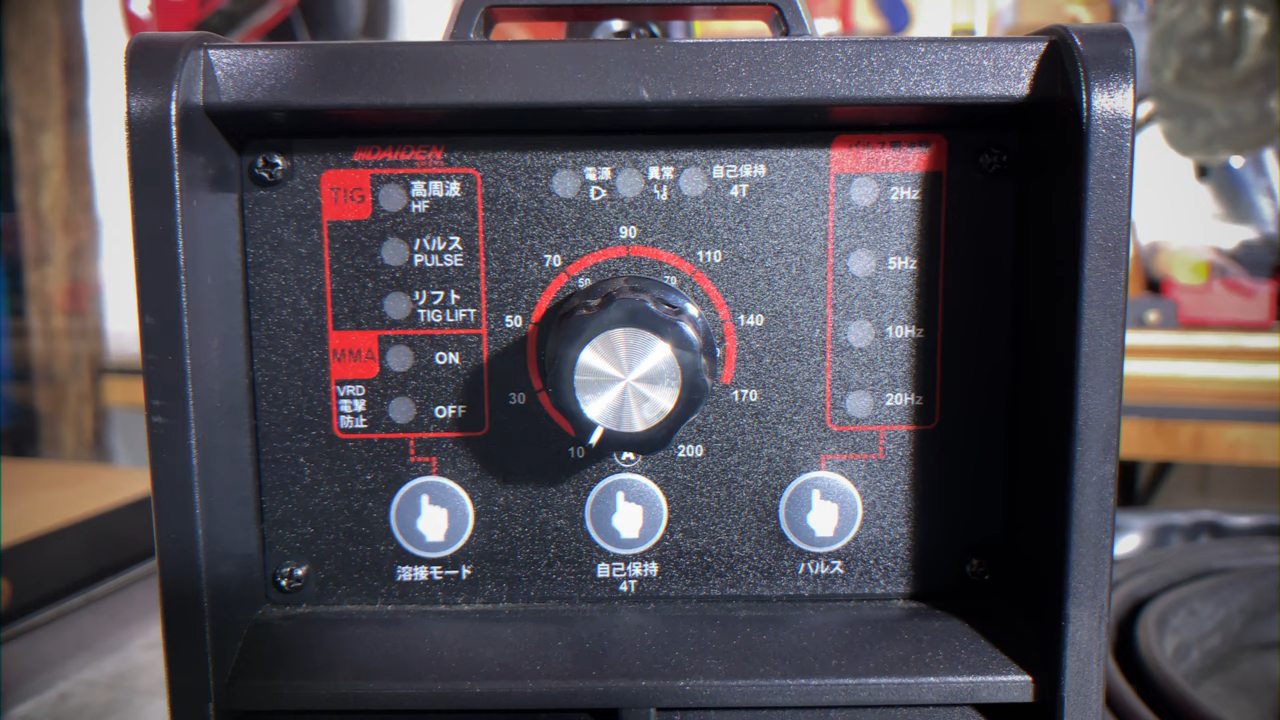 DAIDEN
TIG
高周波
HF
パルス
PULSE
リフト
TIG LIFT
MMA
ON
VRD
電撃
防止
OFF
電源
異常
自己保持
4T
90
70
110
50
70
50
140
30
170
10
A
200
2Hz
5Hz
10Hz
20Hz
溶接モード
自己保持
4T
パルス